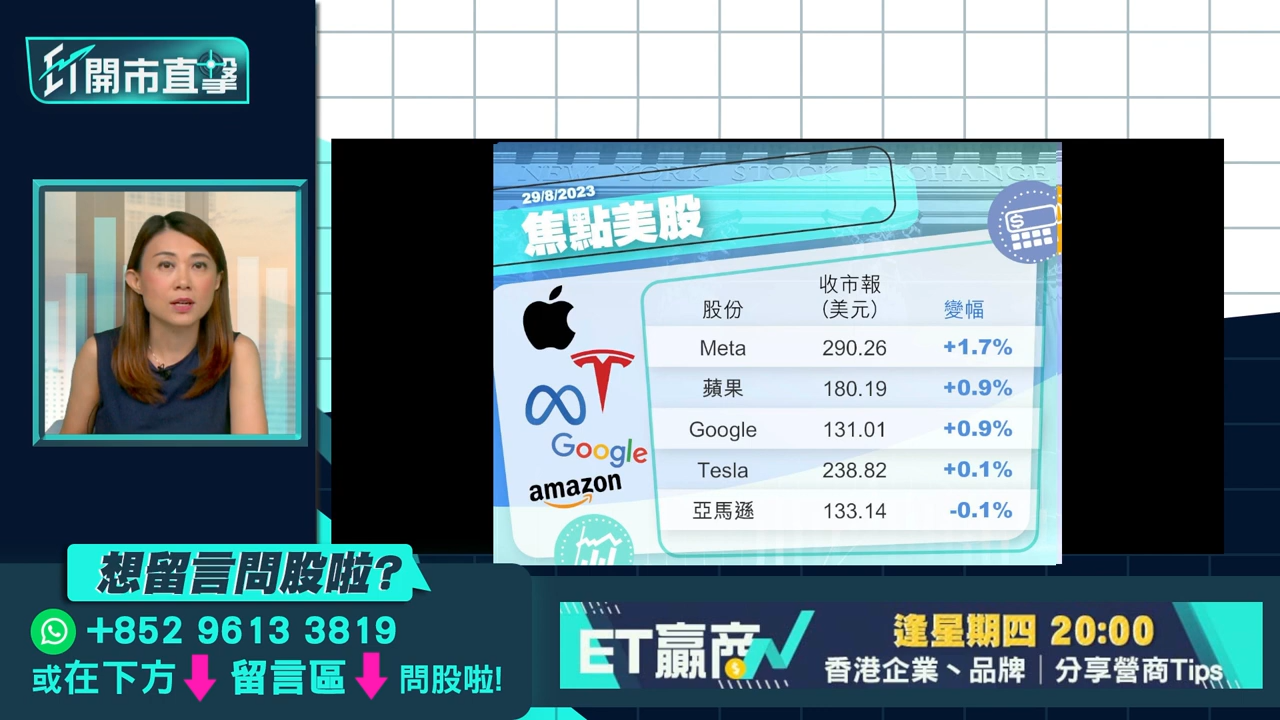 ET開市直擊
NEW YORK STOCK EXCHANGE
29/8/2023
焦點美股
股份 收市報(美元) 變幅
Meta 290.26 +1.7%
蘋果 180.19 +0.9%
Google 131.01 +0.9%
Tesla 238.82 +0.1%
亞馬遜 133.14 -0.1%
Google
amazon
想留言問股啦?
+852 9613 3819
或在下方 留言區 問股啦!
ET贏商
逢星期四 20:00
香港企業、品牌｜分享營商Tips